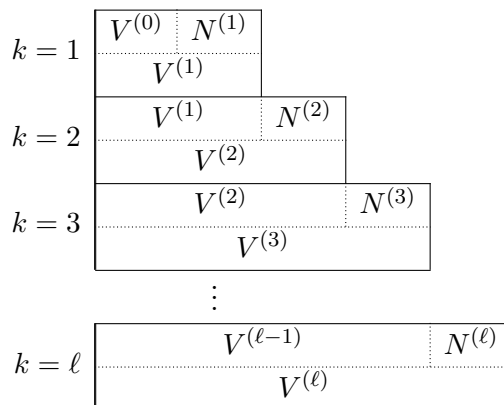 V^{(0)} N^{(1)}
k = 1
V^{(1)}
V^{(1)} N^{(2)}
k = 2
V^{(2)}
V^{(2)} N^{(3)}
k = 3
V^{(3)}
⋮
V^{(ℓ−1)} N^{(ℓ)}
k = ℓ
V^{(ℓ)}